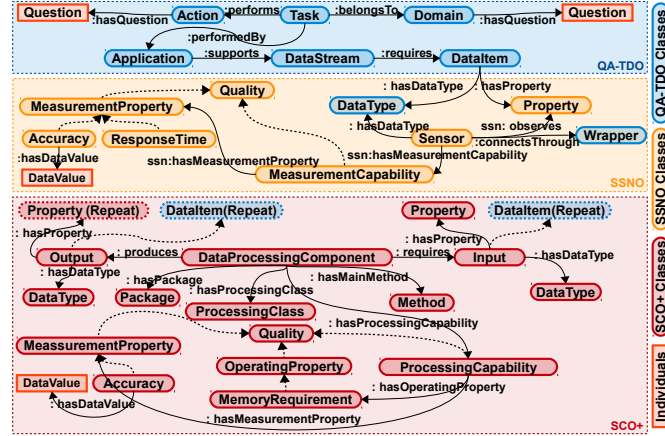 Question
Action
:performs
Task
:belongsTo
Domain
:hasQuestion
Question
:hasQuestion
:performedBy
Application
:supports
DataStream
:requires
DataItem
QA-TDO
: hasDataType
: hasProperty
Quality
MeasurementProperty
DataType
Property
: hasDataType
ssn: observes
Accuracy
ResponseTime
Sensor
Wrapper
:connectsThrough
:hasDataValue
ssn:hasMeasurementProperty
ssn:hasMeasurementCapability
DataValue
MeasurementCapability
SSNO
Property (Repeat)
DataItem(Repeat)
Property
DataItem(Repeat)
: hasProperty
: hasProperty
Output
: produces
DataProcessingComponent
: requires
Input
: hasDataType
: hasPackage
: hasMainMethod
: hasDataType
: hasProcessingClass
DataType
Package
Method
DataType
ProcessingClass
Quality
: hasProcessingCapability
MeassurementProperty
OperatingProperty
ProcessingCapability
DataValue
Accuracy
: hasOperatingProperty
: hasDataValue
MemoryRequirement
: hasMeasurementProperty
SCO+
QA-TDO Classes
SSNO Classes
SCO+ Classes
Individuals